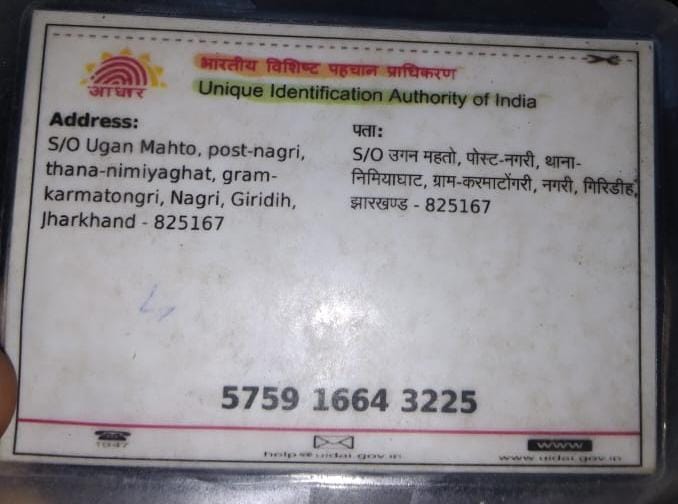 आधार
भारतीय विशिष्ट पहचान प्राधिकरण
Unique Identification Authority of India
Address:
S/O Ugan Mahto, post-nagri,
thana-nimiyaghat, gram-
karmatongri, Nagri, Giridih,
Jharkhand - 825167
पता:
S/O उगन महतो, पोस्ट-नगरी, थाना-
निमियाघाट, ग्राम-करमाटोंगरी, नगरी, गिरिडीह,
झारखण्ड - 825167
5759 1664 3225
1947
help@uidai.gov.in
www
www.uidai.gov.in